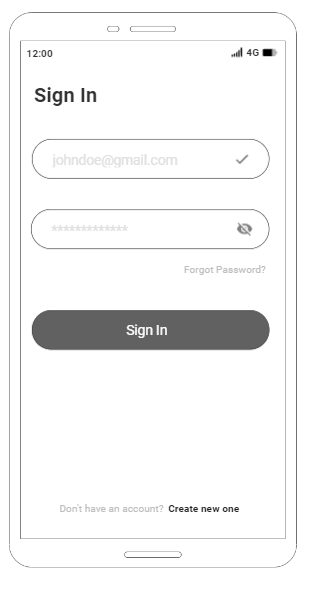 12:00 4G
Sign In
johndoe@gmail.com
*************
Forgot Password?
Sign In
Don't have an account? Create new one